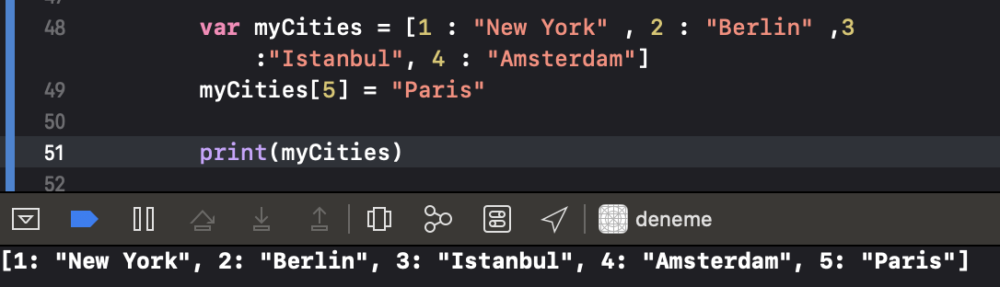 47
48 var myCities = [1 : "New York" , 2 : "Berlin" ,3
:"Istanbul", 4 : "Amsterdam"]
49 myCities[5] = "Paris"
50
51 print(myCities)
52
deneme
[1: "New York", 2: "Berlin", 3: "Istanbul", 4: "Amsterdam", 5: "Paris"]